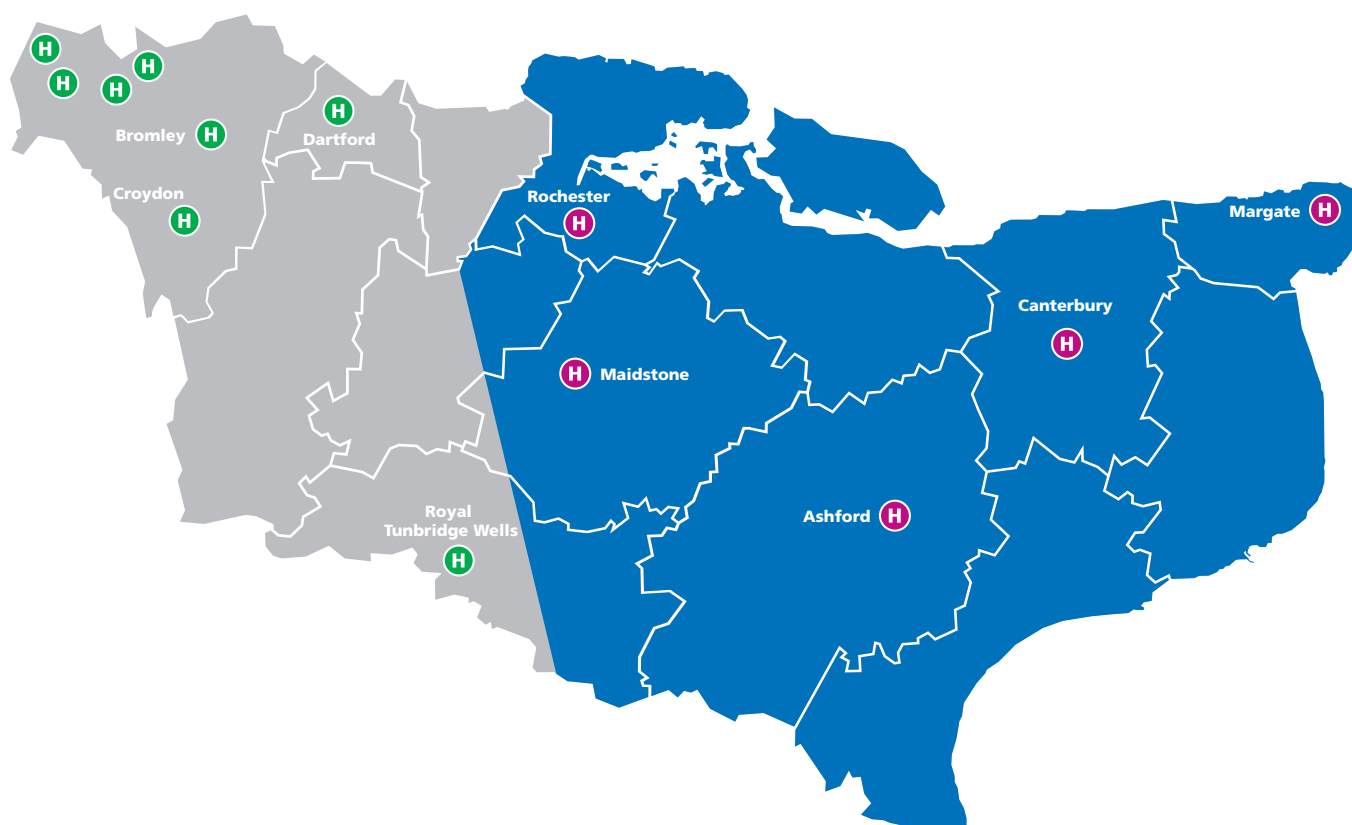 H
H
H
H
H
Dartford
Bromley H
Croydon
H
Rochester
H
Margate H
Canterbury
H
H Maidstone
Royal
Tunbridge Wells
H
Ashford H